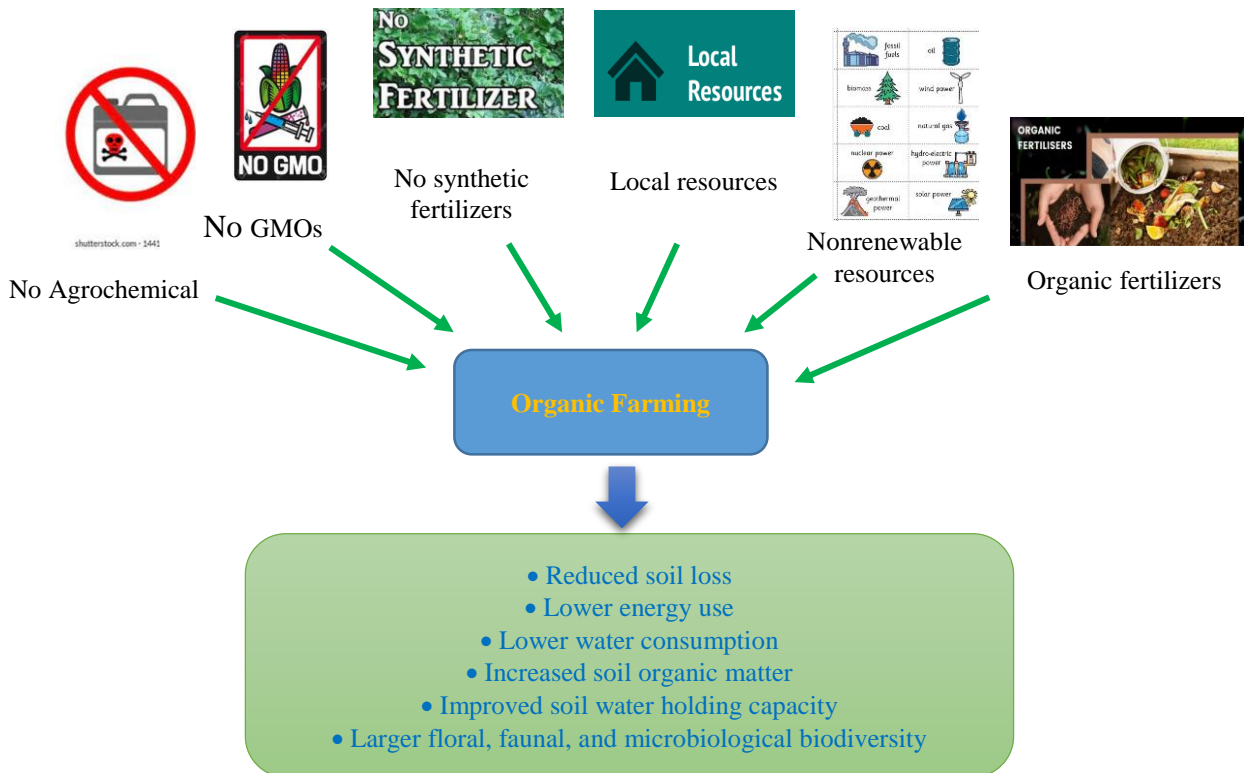 No
SYNTHETIC
FERTILIZER
Local
Resources
fossil
fuels
oil
biomass
wind power
coal
natural gas
nuclear power
hydro-electric
power
geothermal
power
solar power
ORGANIC
FERTILISERS
NO GMO
shutterstock.com · 1441
No Agrochemical
No GMOs
No synthetic
fertilizers
Local resources
Nonrenewable
resources
Organic fertilizers
Organic Farming
• Reduced soil loss
• Lower energy use
• Lower water consumption
• Increased soil organic matter
• Improved soil water holding capacity
• Larger floral, faunal, and microbiological biodiversity